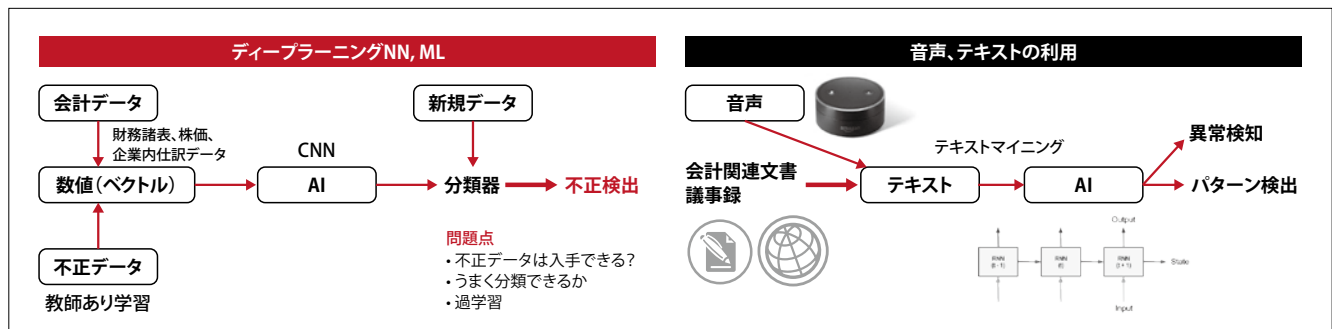 ディープラーニングNN, ML
会計データ
新規データ
財務諸表、株価、
企業内仕訳データ
CNN
数値（ベクトル）
AI
分類器
不正検出
不正データ
教師あり学習
問題点
・不正データは入手できる？
・うまく分類できるか
・過学習
音声、テキストの利用
音声
異常検知
テキストマイニング
会計関連文書
議事録
テキスト
AI
パターン検出
Output
RNN
(t - 1)
RNN
(t)
RNN
(t + 1)
State
Input